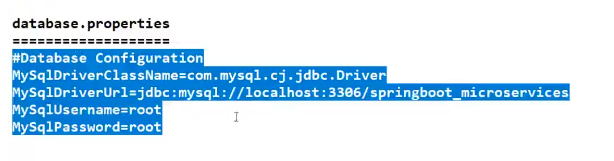 database.properties
===================
#Database Configuration
MySqlDriverClassName=com.mysql.cj.jdbc.Driver
MySqlDriverUrl=jdbc:mysql://localhost:3306/springboot_microservices
MySqlUsername=root
MySqlPassword=root